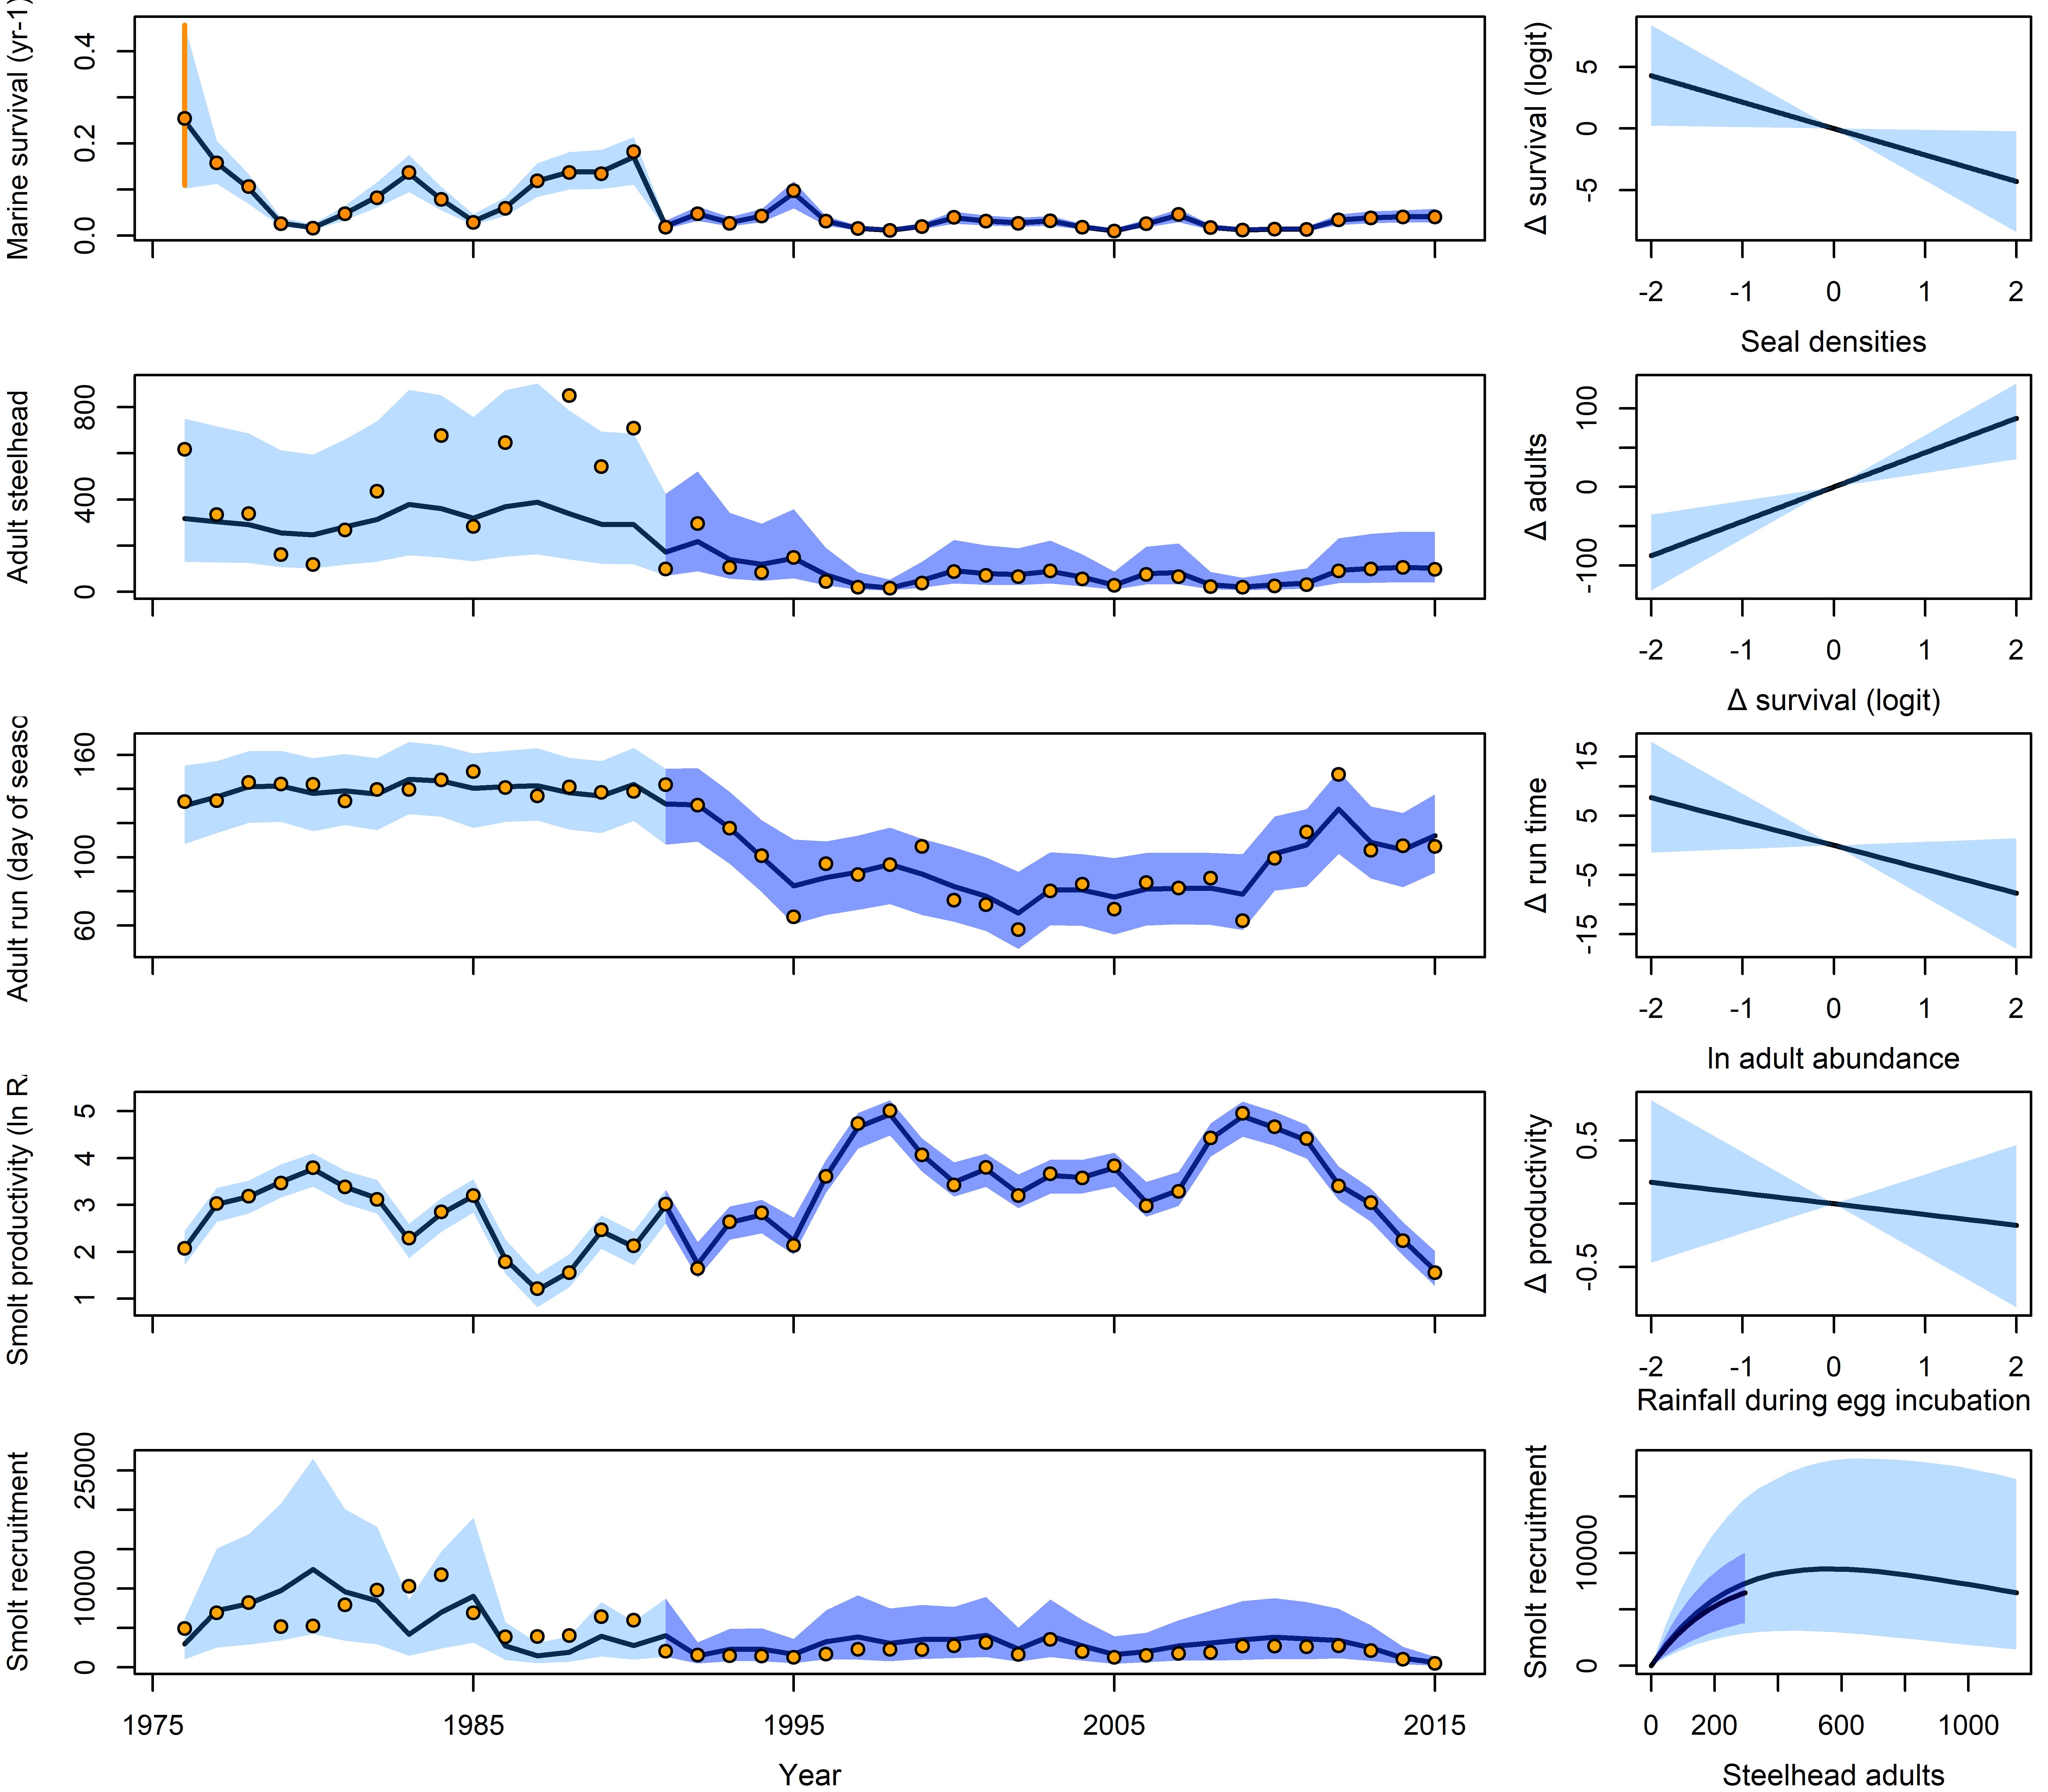 Marine survival (yr-1)
0.0 0.2 0.4
1975 1985 1995 2005 2015
Δ survival (logit)
-5 0 5
-2 -1 0 1 2
Seal densities
Adult steelhead
0 400 800
Δ adults
-100 0 100
-2 -1 0 1 2
Δ survival (logit)
Adult run (day of seaso
60 100 160
Δ run time
-15 -5 5 15
-2 -1 0 1 2
ln adult abundance
Smolt productivity (ln R
1 2 3 4 5
Δ productivity
-0.5 0.5
-2 -1 0 1 2
Rainfall during egg incubation
Smolt recruitment
0 10000 25000
1975 1985 1995 2005 2015
Year
Smolt recruitment
0 10000
0 200 600 1000
Steelhead adults